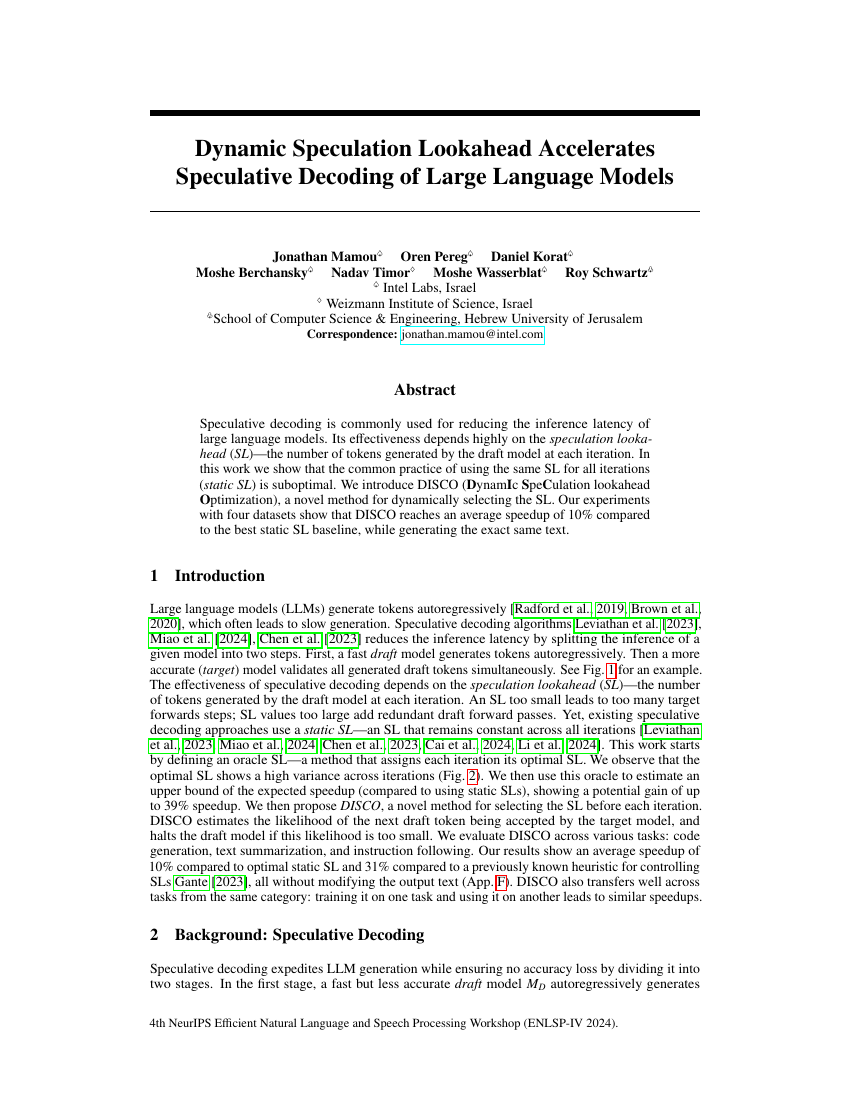 Dynamic Speculation Lookahead Accelerates
Speculative Decoding of Large Language Models
Jonathan Mamou♤ Oren Pereg♤ Daniel Korat♤
Moshe Berchansky♤ Nadav Timor♢ Moshe Wasserblat♤ Roy Schwartz♧
♤ Intel Labs, Israel
♢ Weizmann Institute of Science, Israel
♧School of Computer Science & Engineering, Hebrew University of Jerusalem
Correspondence: jonathan.mamou@intel.com
Abstract
Speculative decoding is commonly used for reducing the inference latency of
large language models. Its effectiveness depends highly on the speculation looka-
head (SL)—the number of tokens generated by the draft model at each iteration. In
this work we show that the common practice of using the same SL for all iterations
(static SL) is suboptimal. We introduce DISCO (DynamIc SpeCulation lookahead
Optimization), a novel method for dynamically selecting the SL. Our experiments
with four datasets show that DISCO reaches an average speedup of 10% compared
to the best static SL baseline, while generating the exact same text.
1 Introduction
Large language models (LLMs) generate tokens autoregressively [Radford et al., 2019, Brown et al.,
2020], which often leads to slow generation. Speculative decoding algorithms Leviathan et al. [2023],
Miao et al. [2024], Chen et al. [2023] reduces the inference latency by splitting the inference of a
given model into two steps. First, a fast draft model generates tokens autoregressively. Then a more
accurate (target) model validates all generated draft tokens simultaneously. See Fig. 1 for an example.
The effectiveness of speculative decoding depends on the speculation lookahead (SL)—the number
of tokens generated by the draft model at each iteration. An SL too small leads to too many target
forwards steps; SL values too large add redundant draft forward passes. Yet, existing speculative
decoding approaches use a static SL—an SL that remains constant across all iterations [Leviathan
et al., 2023, Miao et al., 2024, Chen et al., 2023, Cai et al., 2024, Li et al., 2024]. This work starts
by defining an oracle SL—a method that assigns each iteration its optimal SL. We observe that the
optimal SL shows a high variance across iterations (Fig. 2). We then use this oracle to estimate an
upper bound of the expected speedup (compared to using static SLs), showing a potential gain of up
to 39% speedup. We then propose DISCO, a novel method for selecting the SL before each iteration.
DISCO estimates the likelihood of the next draft token being accepted by the target model, and
halts the draft model if this likelihood is too small. We evaluate DISCO across various tasks: code
generation, text summarization, and instruction following. Our results show an average speedup of
10% compared to optimal static SL and 31% compared to a previously known heuristic for controlling
SLs Gante [2023], all without modifying the output text (App. F). DISCO also transfers well across
tasks from the same category: training it on one task and using it on another leads to similar speedups.
2 Background: Speculative Decoding
Speculative decoding expedites LLM generation while ensuring no accuracy loss by dividing it into
two stages. In the first stage, a fast but less accurate draft model M_D autoregressively generates
4th NeurIPS Efficient Natural Language and Speech Processing Workshop (ENLSP-IV 2024).